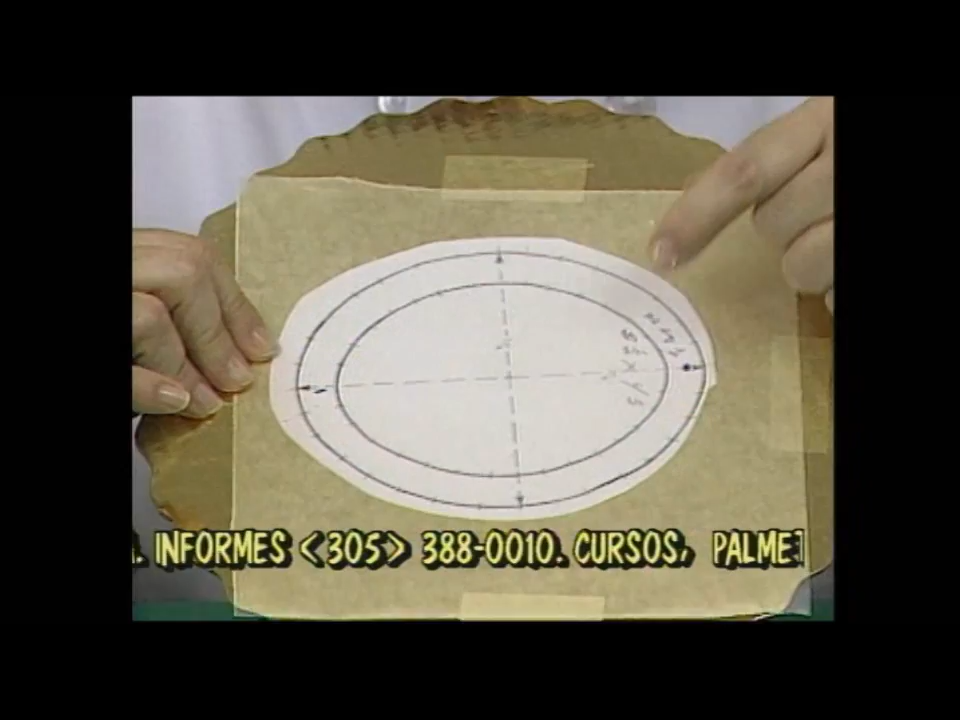 . INFORMES <305> 388-0010. CURSOS, PALME